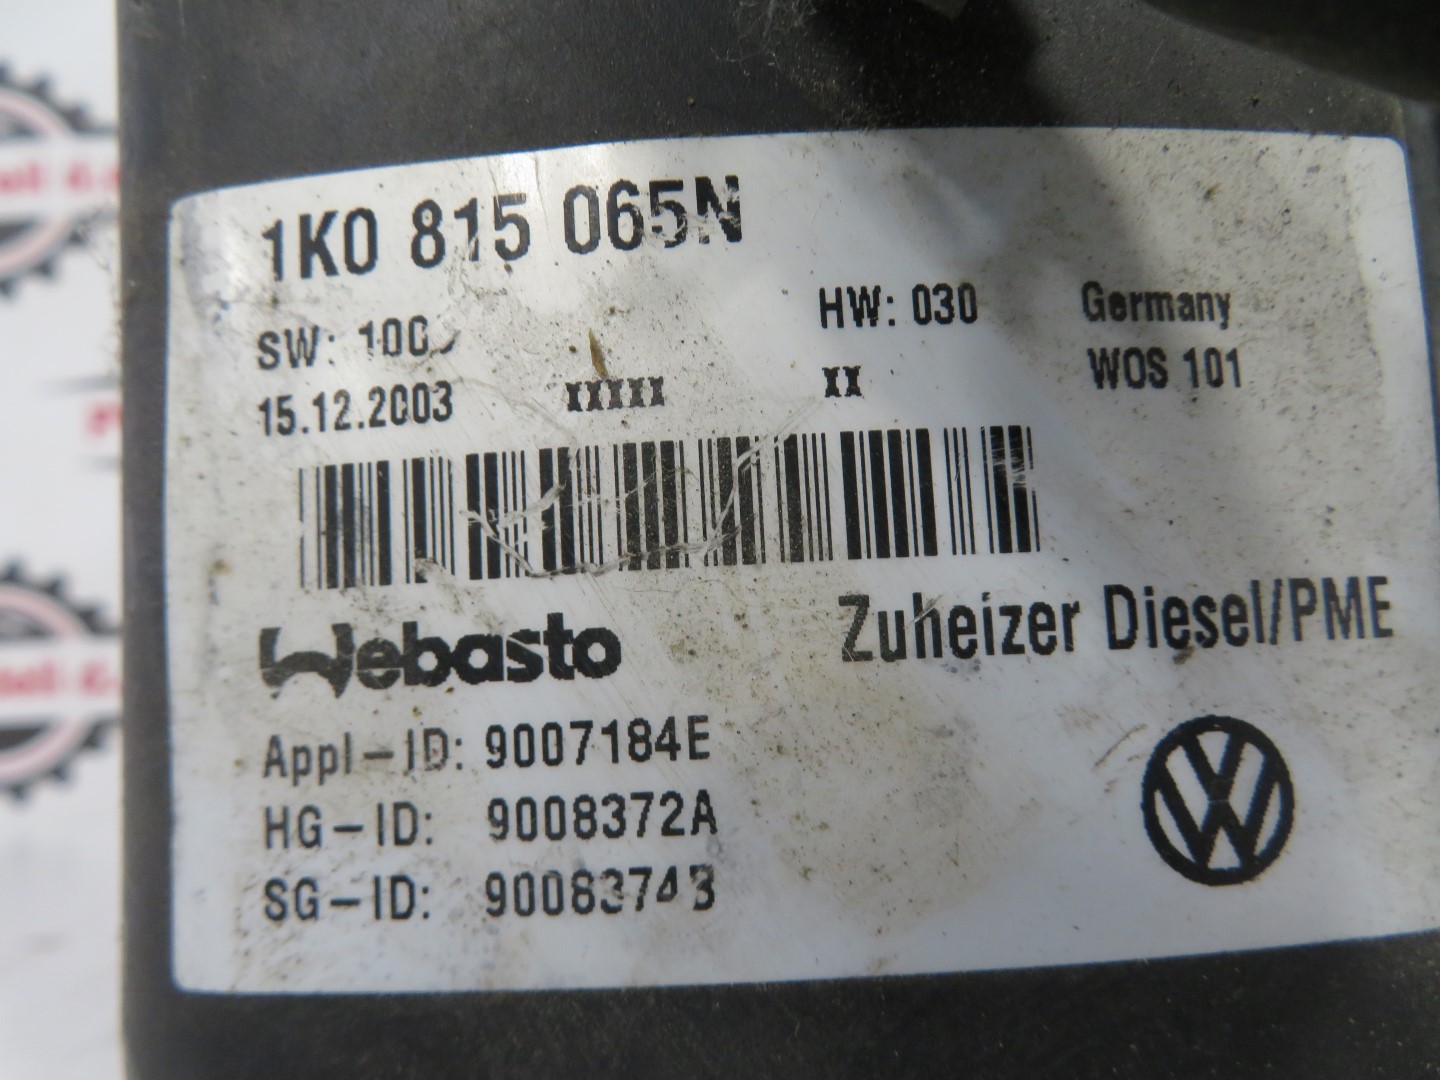 1K0 815 065N
SW: HW: 030 Germany
15.12.2003 XXXXX XX WOS 101
Webasto Zuheizer Diesel/PME
Appl-ID: 9007184E
HG-ID: 9008372A
SG-ID: 9008374B